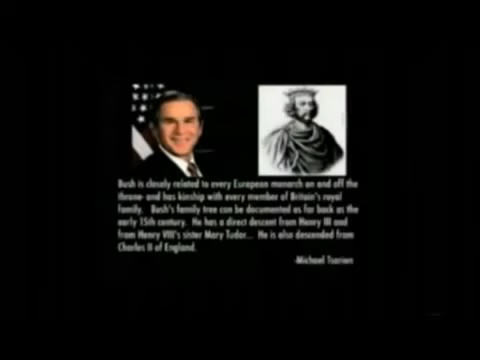 Bush is closely related to every European monarch on and off the
throne- and has kinship with every member of Britain's royal
family. Bush's family tree can be documented as far back as the
early 15th century. He has a direct descent from Henry III and
from Henry VIII's sister Mary Tudor... He is also descended from
Charles II of England.
-Michael Tsarion